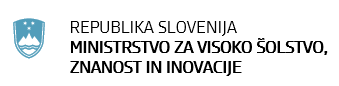 REPUBLIKA SLOVENIJA
MINISTRSTVO ZA VISOKO ŠOLSTVO,
ZNANOST IN INOVACIJE